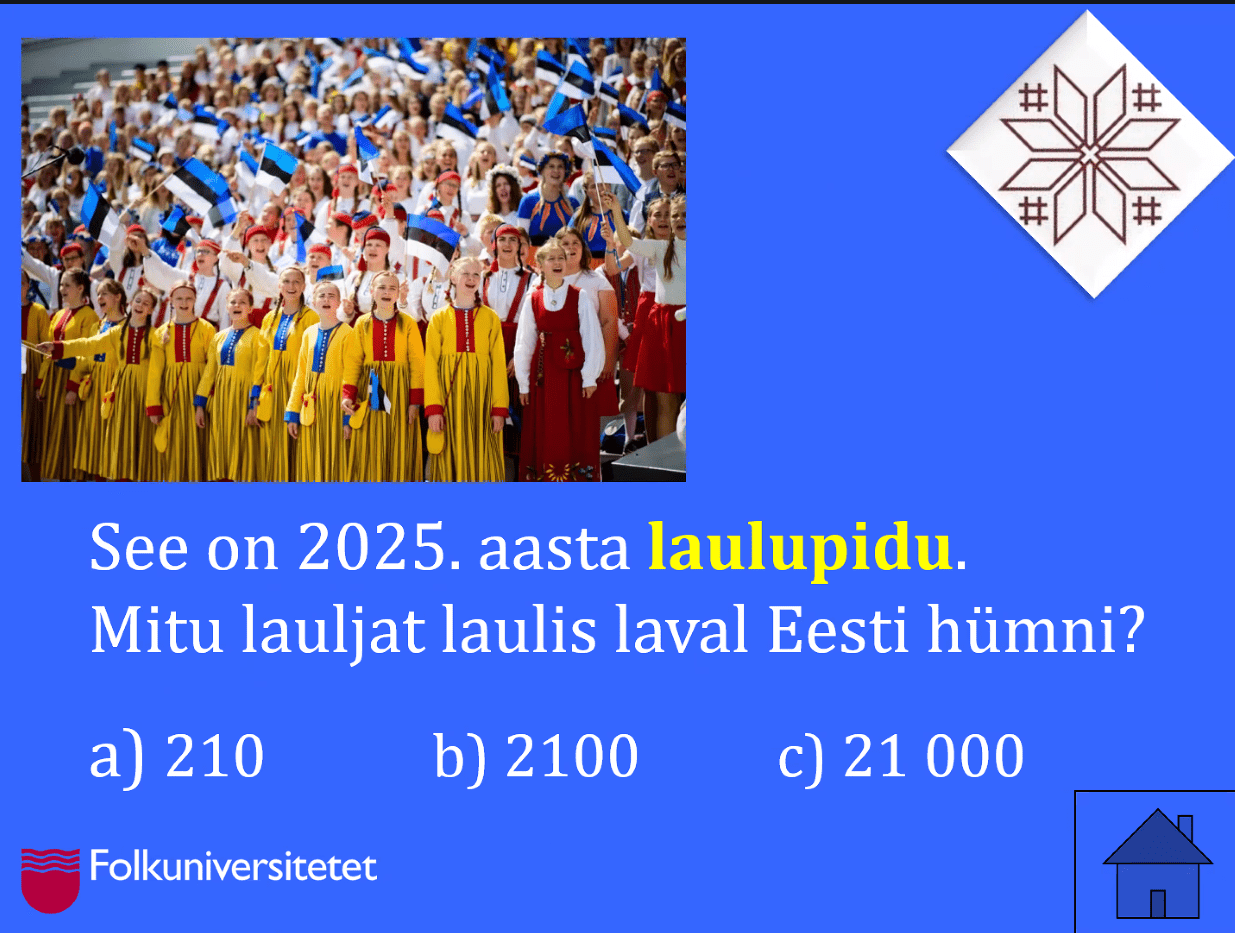 See on 2025. aasta laulupidu.
Mitu lauljat laulis laval Eesti hümni?
a) 210 b) 2100 c) 21 000
Folkuniversitetet